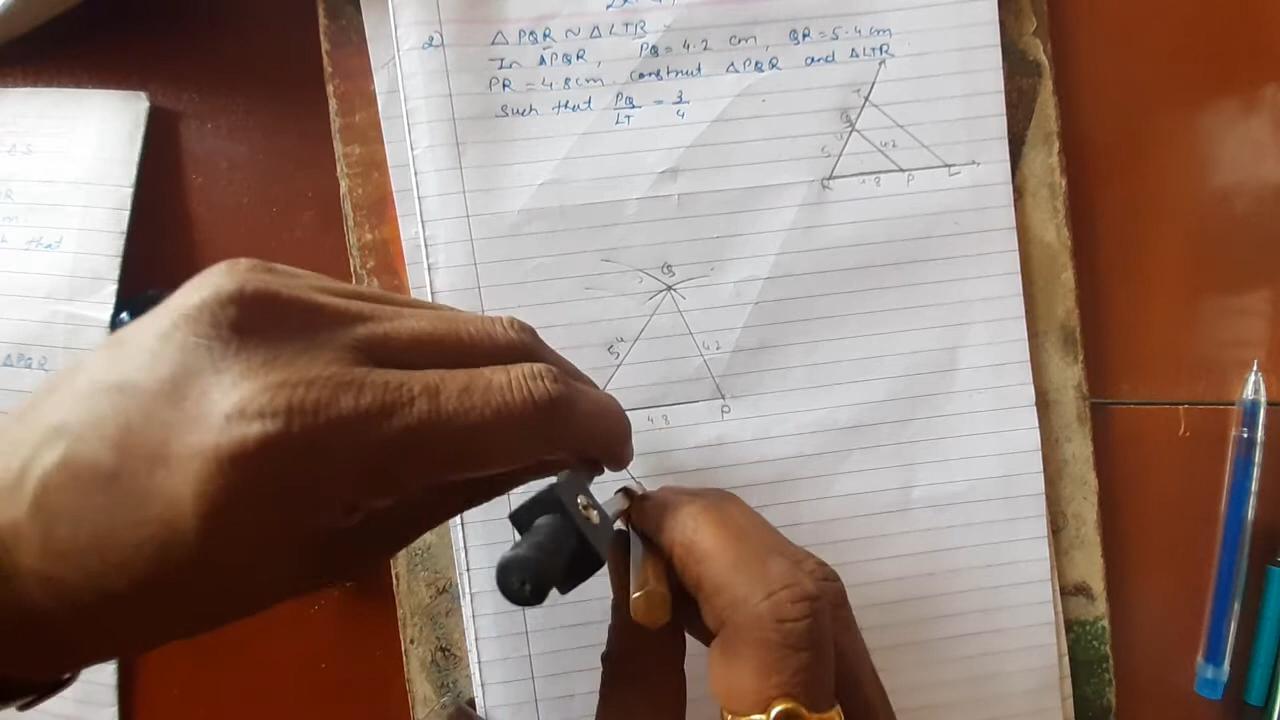 2) △ PQR ~ △ LTR
In △PQR, PQ = 4.2 cm, QR = 5.4 cm
PR = 4.8 cm. construct △PQR and △LTR
Such that PQ/LT = 3/4
T
Q
4.2
R 4.8 P L
Q
5.4 4.2
4.8 P
△PQR